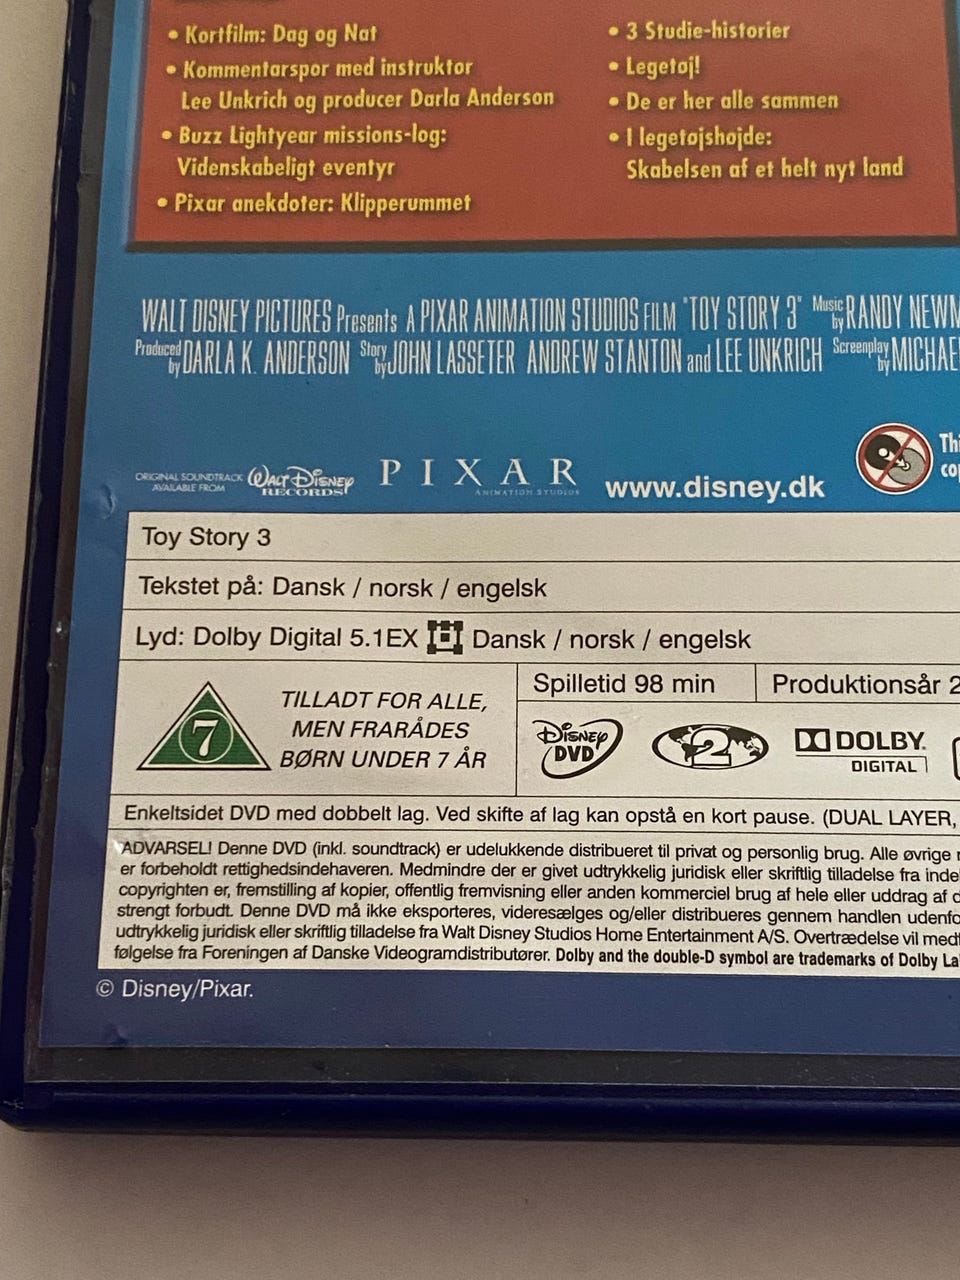 • Kortfilm: Dag og Nat
• Kommentarspor med instruktør
Lee Unkrich og producer Darla Anderson
• Buzz Lightyear missions-log:
Videnskabeligt eventyr
• Pixar anekdoter: Klipperummet
• 3 Studie-historier
• Legetøj!
• De er her alle sammen
• I legetøjshøjde:
Skabelsen af et helt nyt land
WALT DISNEY PICTURES Presents A PIXAR ANIMATION STUDIOS FILM "TOY STORY 3" Music by RANDY NEWM
Produced by DARLA K. ANDERSON Story by JOHN LASSETER ANDREW STANTON and LEE UNKRICH Screenplay by MICHAE
ORIGINAL SOUNDTRACK
AVAILABLE FROM
WALT DISNEY
RECORDS
PIXAR
ANIMATION STUDIOS
www.disney.dk
Thi
cop
Toy Story 3
Tekstet på: Dansk / norsk / engelsk
Lyd: Dolby Digital 5.1EX Dansk / norsk / engelsk
7
TILLADT FOR ALLE,
MEN FRARÅDES
BØRN UNDER 7 ÅR
Spilletid 98 min
Produktionsår 2
DISNEY
DVD
2
DOLBY
DIGITAL
Enkeltsidet DVD med dobbelt lag. Ved skifte af lag kan opstå en kort pause. (DUAL LAYER,
ADVARSEL! Denne DVD (inkl. soundtrack) er udelukkende distribueret til privat og personlig brug. Alle øvrige r
er forbeholdt rettighedsindehaveren. Medmindre der er givet udtrykkelig juridisk eller skriftlig tilladelse fra inde
copyrighten er, fremstilling af kopier, offentlig fremvisning eller anden kommerciel brug af hele eller uddrag af d
strengt forbudt. Denne DVD må ikke eksporteres, videresælges og/eller distribueres gennem handlen udenfo
udtrykkelig juridisk eller skriftlig tilladelse fra Walt Disney Studios Home Entertainment A/S. Overtrædelse vil medf
følgelse fra Foreningen af Danske Videogramdistributører. Dolby and the double-D symbol are trademarks of Dolby La
© Disney/Pixar.